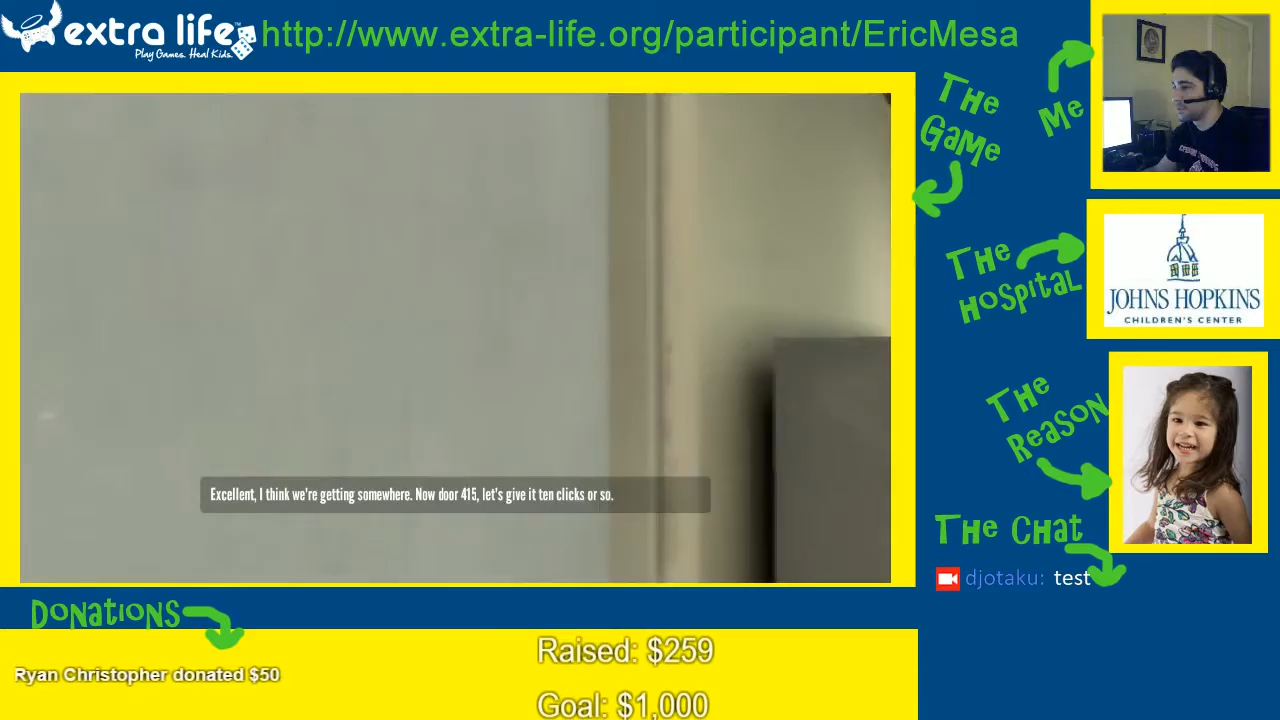 extra life
Play Games. Heal Kids.
http://www.extra-life.org/participant/EricMesa
The Game
Me
The Hospital
JOHNS HOPKINS
CHILDREN'S CENTER
The Reason
Excellent, I think we're getting somewhere. Now door 415, let's give it ten clicks or so.
The Chat
djotaku: test
Donations
Ryan Christopher donated $50
Raised: $259
Goal: $1,000